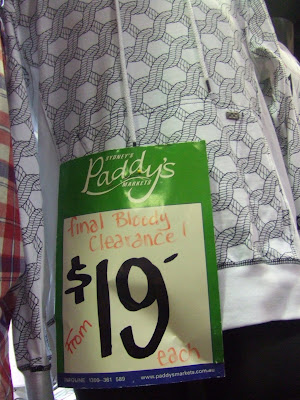 SYDNEY'S
Paddy's
MARKETS
final Bloody
Clearance!
$19
From
each
www.paddysmarkets.com.au